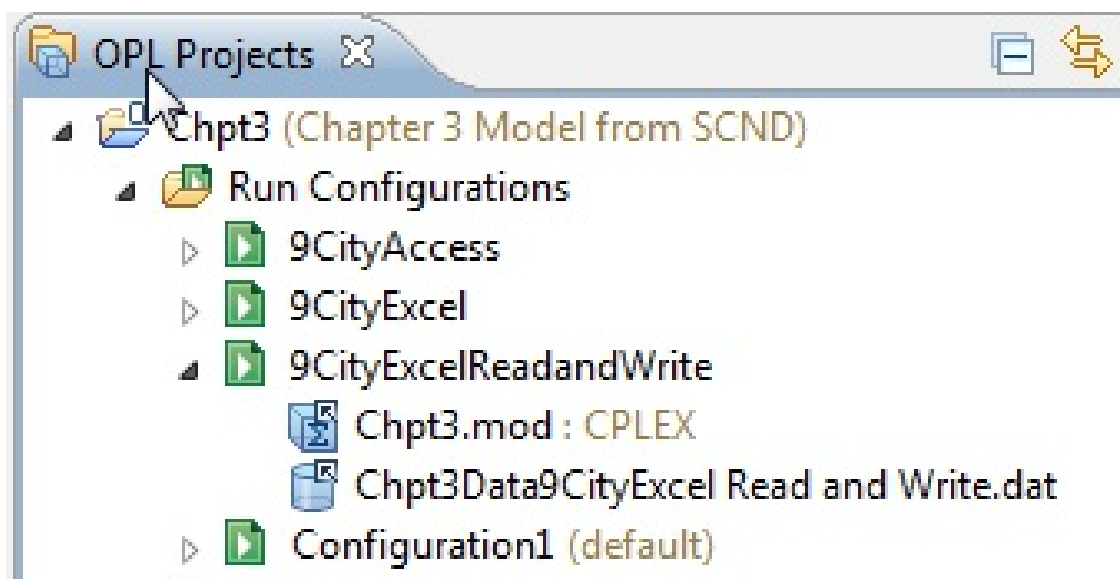 OPL Projects
Chpt3 (Chapter 3 Model from SCND)
Run Configurations
9CityAccess
9CityExcel
9CityExcelReadandWrite
Chpt3.mod : CPLEX
Chpt3Data9CityExcel Read and Write.dat
Configuration1 (default)